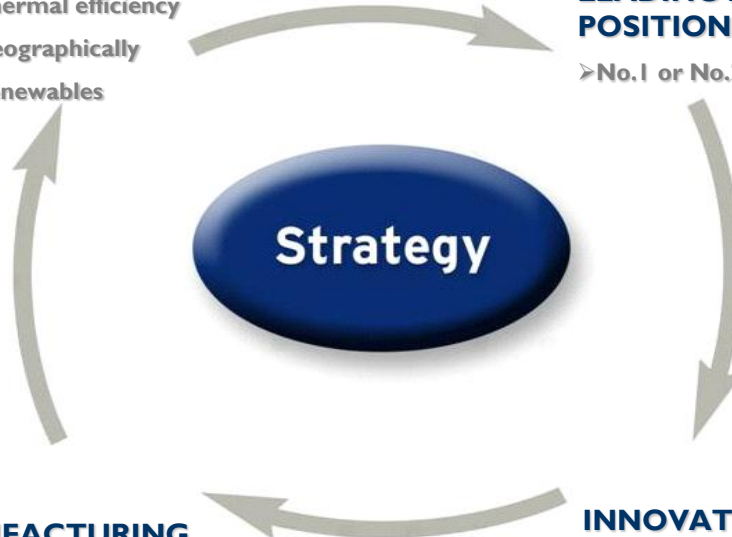 hermal efficiency
eographically
newables
POSITION
➢No.1 or No.
Strategy
FACTURING
INNOVAT